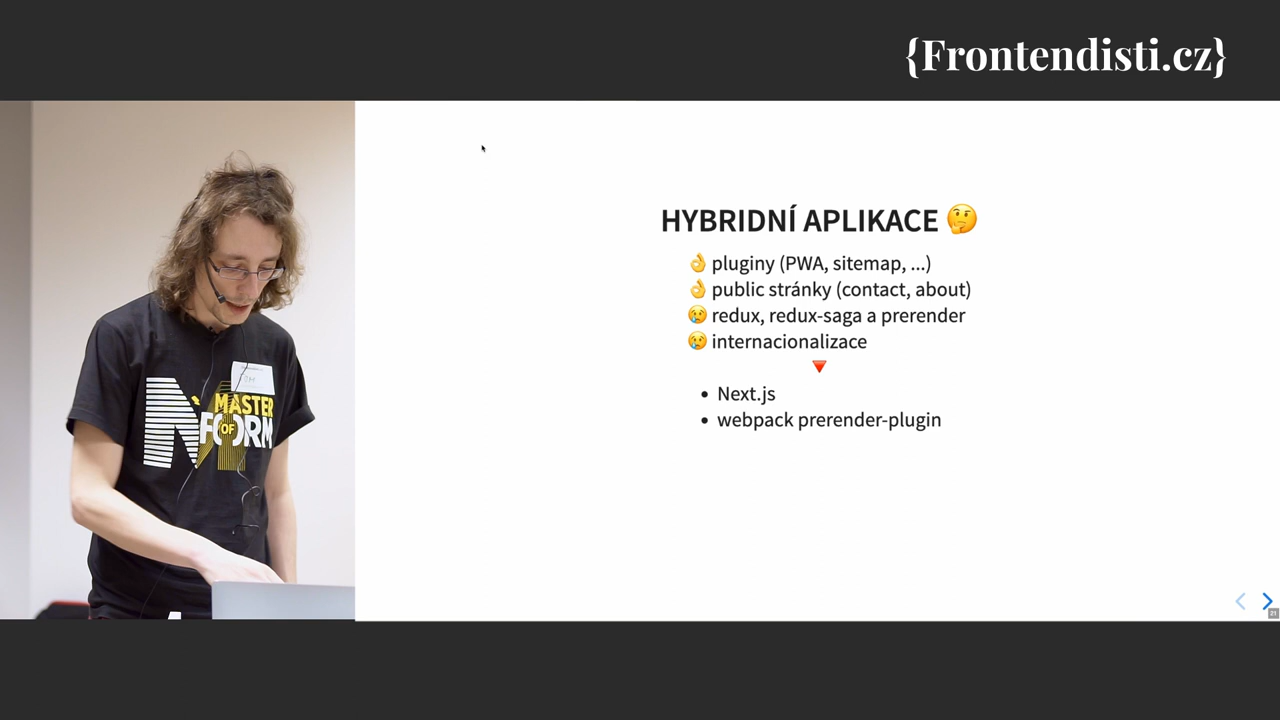 {Frontendisti.cz}
HYBRIDNÍ APLIKACE 🤔
👌 pluginy (PWA, sitemap, ...)
👌 public stránky (contact, about)
😢 redux, redux-saga a prerender
😢 internacionalizace
🔻
• Next.js
• webpack prerender-plugin
21
MASTER
OF